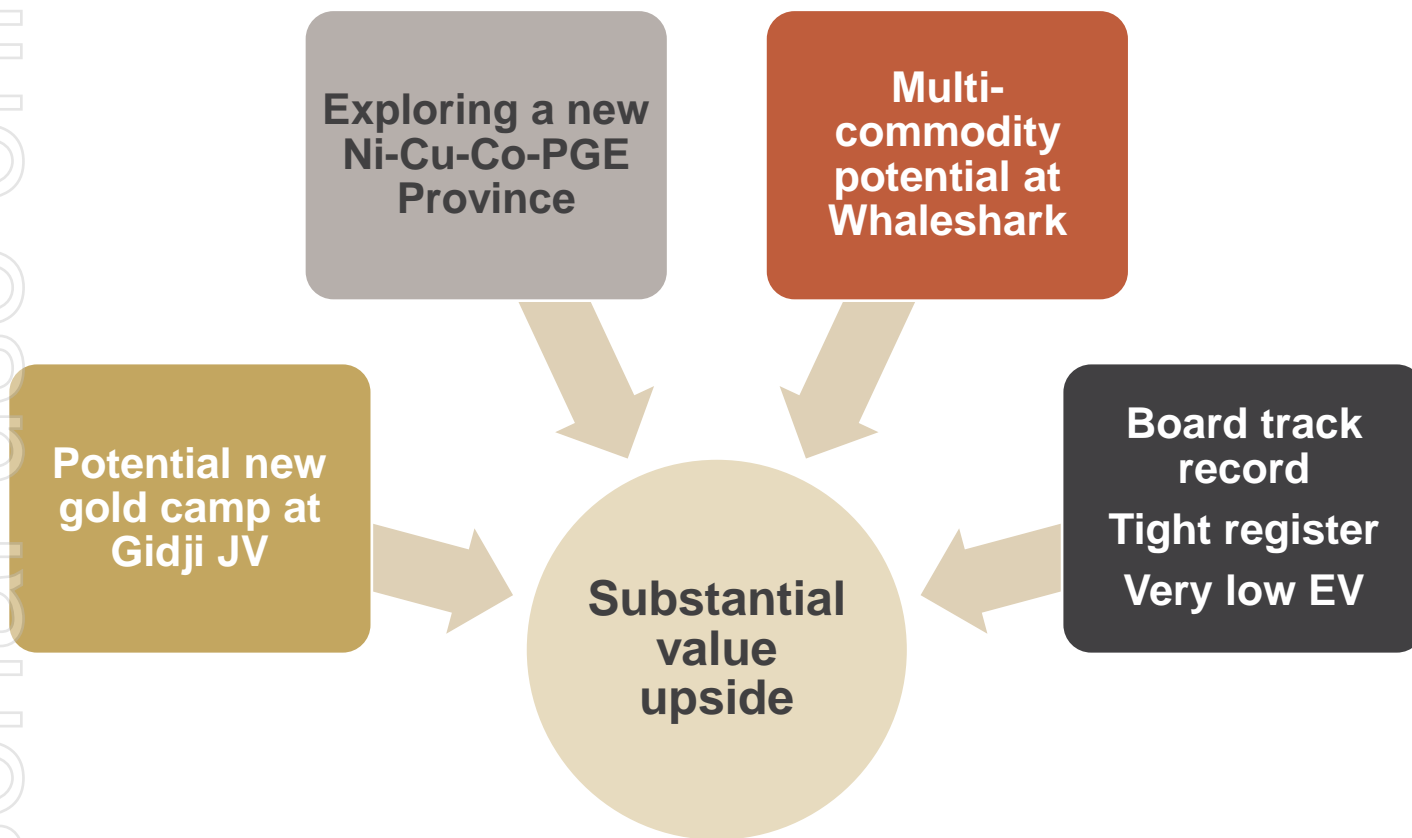 Exploring a new
Ni-Cu-Co-PGE
Province
Multi-
commodity
potential at
Whaleshark
Potential new
gold camp at
Gidji JV
Board track
record
Tight register
Very low EV
Substantial
value
upside